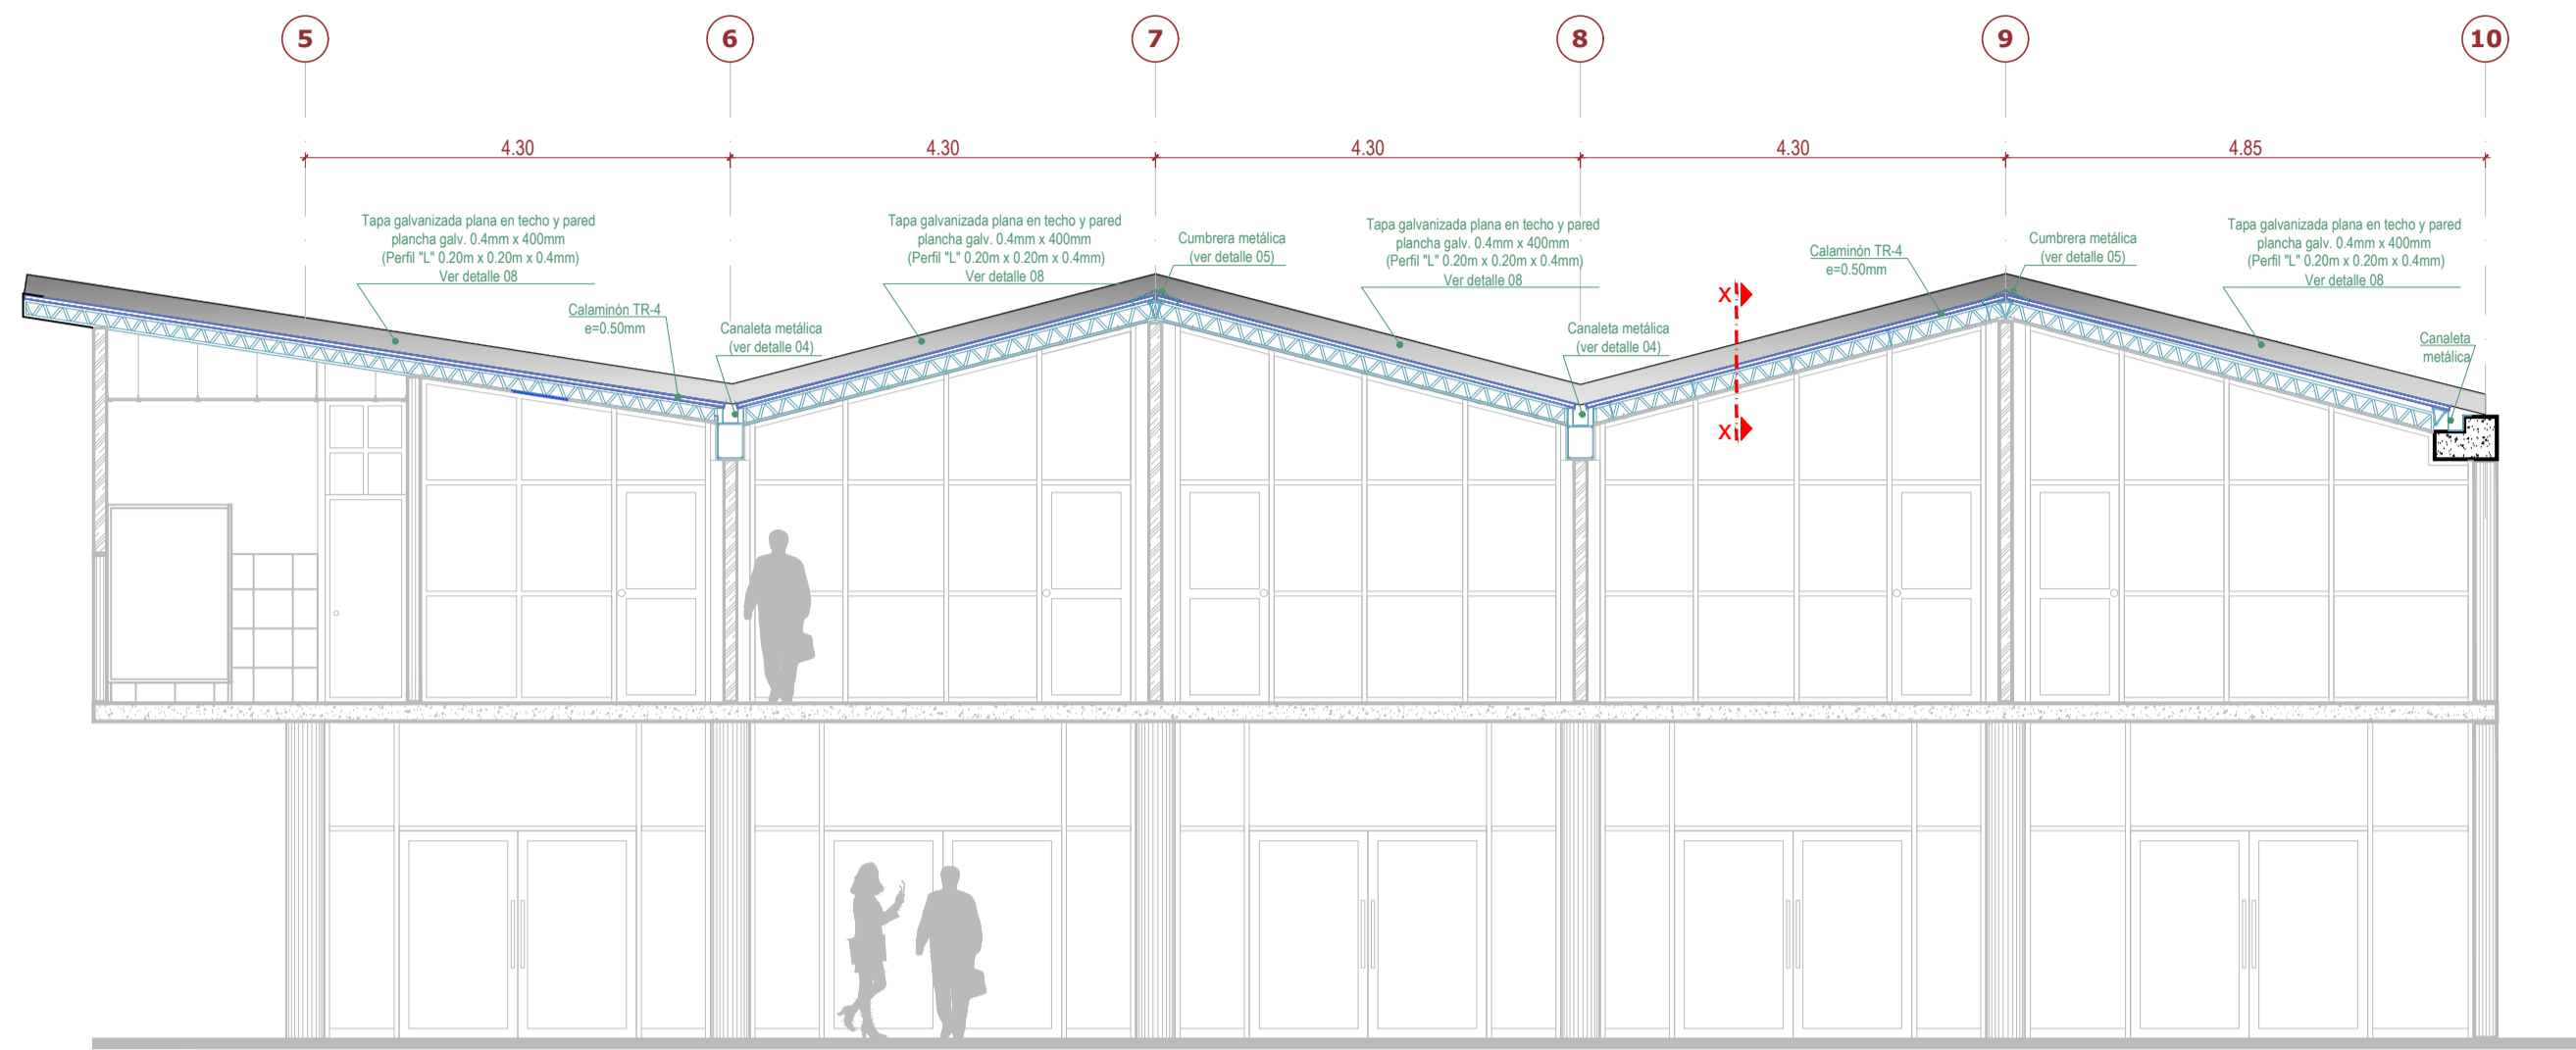 5 6 7 8 9 10
4.30 4.30 4.30 4.30 4.85
Tapa galvanizada plana en techo y pared
plancha galv. 0.4mm x 400mm
(Perfil "L" 0.20m x 0.20m x 0.4mm)
Ver detalle 08
Calaminón TR-4
e=0.50mm
Canaleta metálica
(ver detalle 04)
Tapa galvanizada plana en techo y pared
plancha galv. 0.4mm x 400mm
(Perfil "L" 0.20m x 0.20m x 0.4mm)
Ver detalle 08
Cumbrera metálica
(ver detalle 05)
Tapa galvanizada plana en techo y pared
plancha galv. 0.4mm x 400mm
(Perfil "L" 0.20m x 0.20m x 0.4mm)
Ver detalle 08
Canaleta metálica
(ver detalle 04)
X
X
Calaminón TR-4
e=0.50mm
Cumbrera metálica
(ver detalle 05)
Tapa galvanizada plana en techo y pared
plancha galv. 0.4mm x 400mm
(Perfil "L" 0.20m x 0.20m x 0.4mm)
Ver detalle 08
Canaleta
metálica